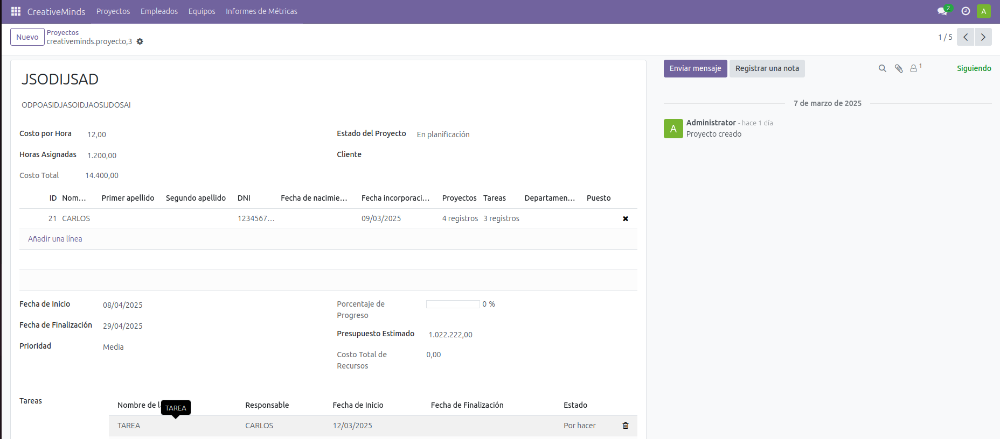 CreativeMinds Proyectos Empleados Equipos Informes de Métricas 2 A
Nuevo Proyectos
creativeminds.proyecto,3 1 / 5
JSODIJSAD
ODPOASIDJASOIDJAOSIJDOSAI
Costo por Hora 12,00 Estado del Proyecto En planificación
Horas Asignadas 1.200,00 Cliente
Costo Total 14.400,00
ID Nom... Primer apellido Segundo apellido DNI Fecha de nacimie... Fecha incorporaci... Proyectos Tareas Departamen... Puesto
21 CARLOS 1234567... 09/03/2025 4 registros 3 registros
Añadir una línea
Fecha de Inicio 08/04/2025 Porcentaje de Progreso 0 %
Fecha de Finalización 29/04/2025 Presupuesto Estimado 1.022.222,00
Prioridad Media Costo Total de Recursos 0,00
Tareas Nombre de Responsable Fecha de Inicio Fecha de Finalización Estado
TAREA
TAREA CARLOS 12/03/2025 Por hacer
Enviar mensaje Registrar una nota 1 Siguiendo
7 de marzo de 2025
A Administrator - hace 1 día
Proyecto creado